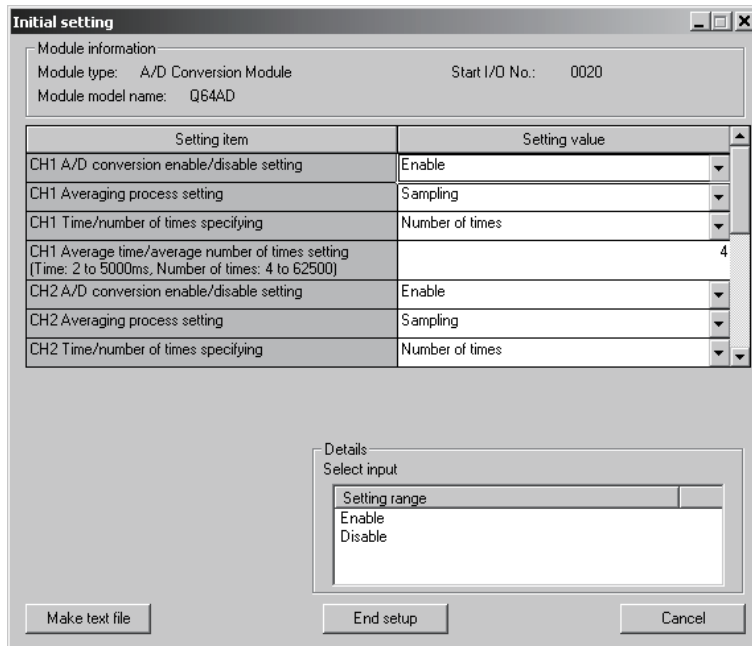 Initial setting
Module information
Module type: A/D Conversion Module Start I/O No.: 0020
Module model name: Q64AD
Setting item Setting value
CH1 A/D conversion enable/disable setting Enable
CH1 Averaging process setting Sampling
CH1 Time/number of times specifying Number of times
CH1 Average time/average number of times setting
(Time: 2 to 5000ms, Number of times: 4 to 62500) 4
CH2 A/D conversion enable/disable setting Enable
CH2 Averaging process setting Sampling
CH2 Time/number of times specifying Number of times
Details
Select input
Setting range
Enable
Disable
Make text file End setup Cancel